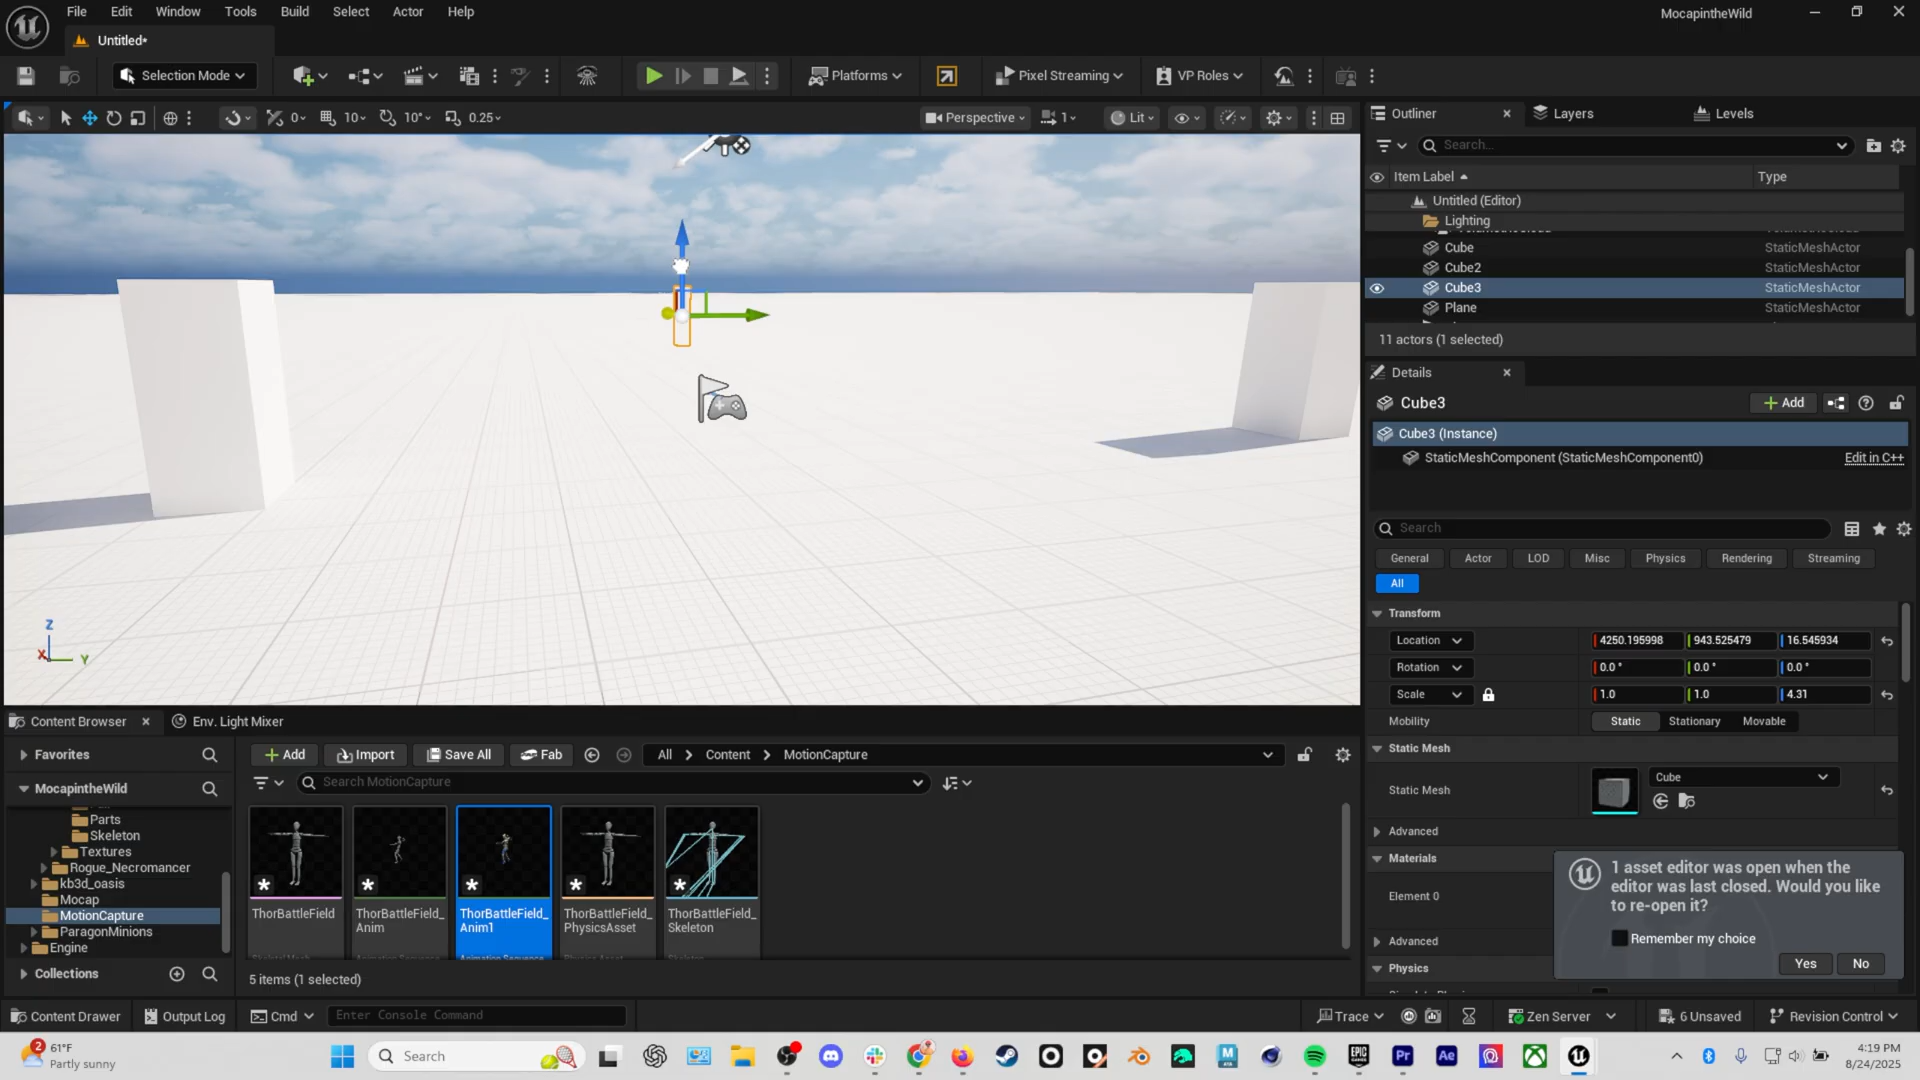 File Edit Window Tools Build Select Actor Help
MocapintheWild
Untitled*
Selection Mode
Platforms
Pixel Streaming
VP Roles
0
10
10°
0.25
Perspective
1
Lit
Outliner
Layers
Levels
Search...
Item Label
Type
Untitled (Editor)
Lighting
Cube StaticMeshActor
Cube2 StaticMeshActor
Cube3 StaticMeshActor
Plane StaticMeshActor
11 actors (1 selected)
Details
Cube3
Add
Cube3 (Instance)
StaticMeshComponent (StaticMeshComponent0)
Edit in C++
Search
General Actor LOD Misc Physics Rendering Streaming
All
Transform
Location 4250.195998 943.525479 16.545934
Rotation 0.0 ° 0.0 ° 0.0 °
Scale 1.0 1.0 4.31
Mobility Static Stationary Movable
Static Mesh
Static Mesh
Cube
Advanced
Materials
Element 0
Advanced
Physics
1 asset editor was open when the
editor was last closed. Would you like
to re-open it?
Remember my choice
Yes No
Z
X
Y
Content Browser
Env. Light Mixer
Favorites
MocapintheWild
Parts
Skeleton
Textures
Rogue_Necromancer
kb3d_oasis
Mocap
MotionCapture
ParagonMinions
Engine
Collections
Add Import Save All Fab
All Content MotionCapture
Search MotionCapture
ThorBattleField
ThorBattleField_
Anim
ThorBattleField_
Anim1
ThorBattleField_
PhysicsAsset
ThorBattleField_
Skeleton
5 items (1 selected)
Content Drawer
Output Log
Cmd
Enter Console Command
Trace
Zen Server
6 Unsaved
Revision Control
2
61°F
Partly sunny
Search
4:19 PM
8/24/2025